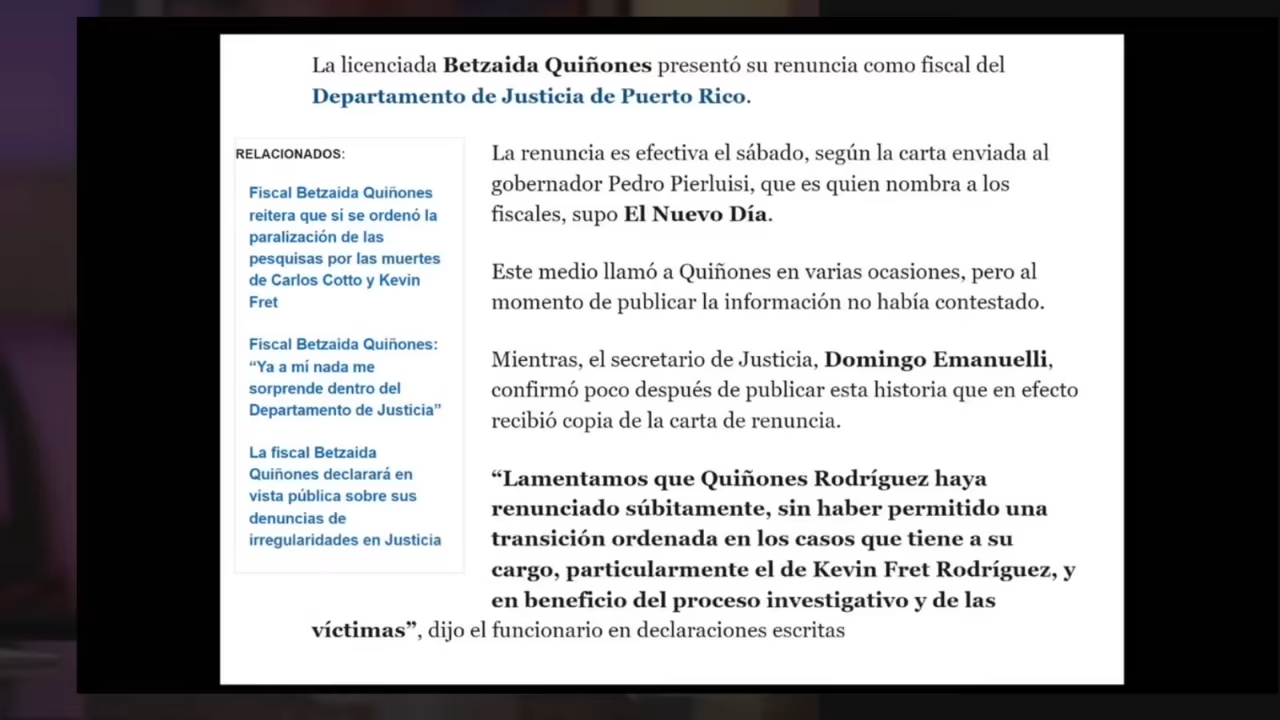 La licenciada Betzaida Quiñones presentó su renuncia como fiscal del
Departamento de Justicia de Puerto Rico.
RELACIONADOS:
Fiscal Betzaida Quiñones
reitera que sí se ordenó la
paralización de las
pesquisas por las muertes
de Carlos Cotto y Kevin
Fret
Fiscal Betzaida Quiñones:
“Ya a mí nada me
sorprende dentro del
Departamento de Justicia”
La fiscal Betzaida
Quiñones declarará en
vista pública sobre sus
denuncias de
irregularidades en Justicia
La renuncia es efectiva el sábado, según la carta enviada al
gobernador Pedro Pierluisi, que es quien nombra a los
fiscales, supo El Nuevo Día.
Este medio llamó a Quiñones en varias ocasiones, pero al
momento de publicar la información no había contestado.
Mientras, el secretario de Justicia, Domingo Emanuelli,
confirmó poco después de publicar esta historia que en efecto
recibió copia de la carta de renuncia.
“Lamentamos que Quiñones Rodríguez haya
renunciado súbitamente, sin haber permitido una
transición ordenada en los casos que tiene a su
cargo, particularmente el de Kevin Fret Rodríguez, y
en beneficio del proceso investigativo y de las
víctimas”, dijo el funcionario en declaraciones escritas